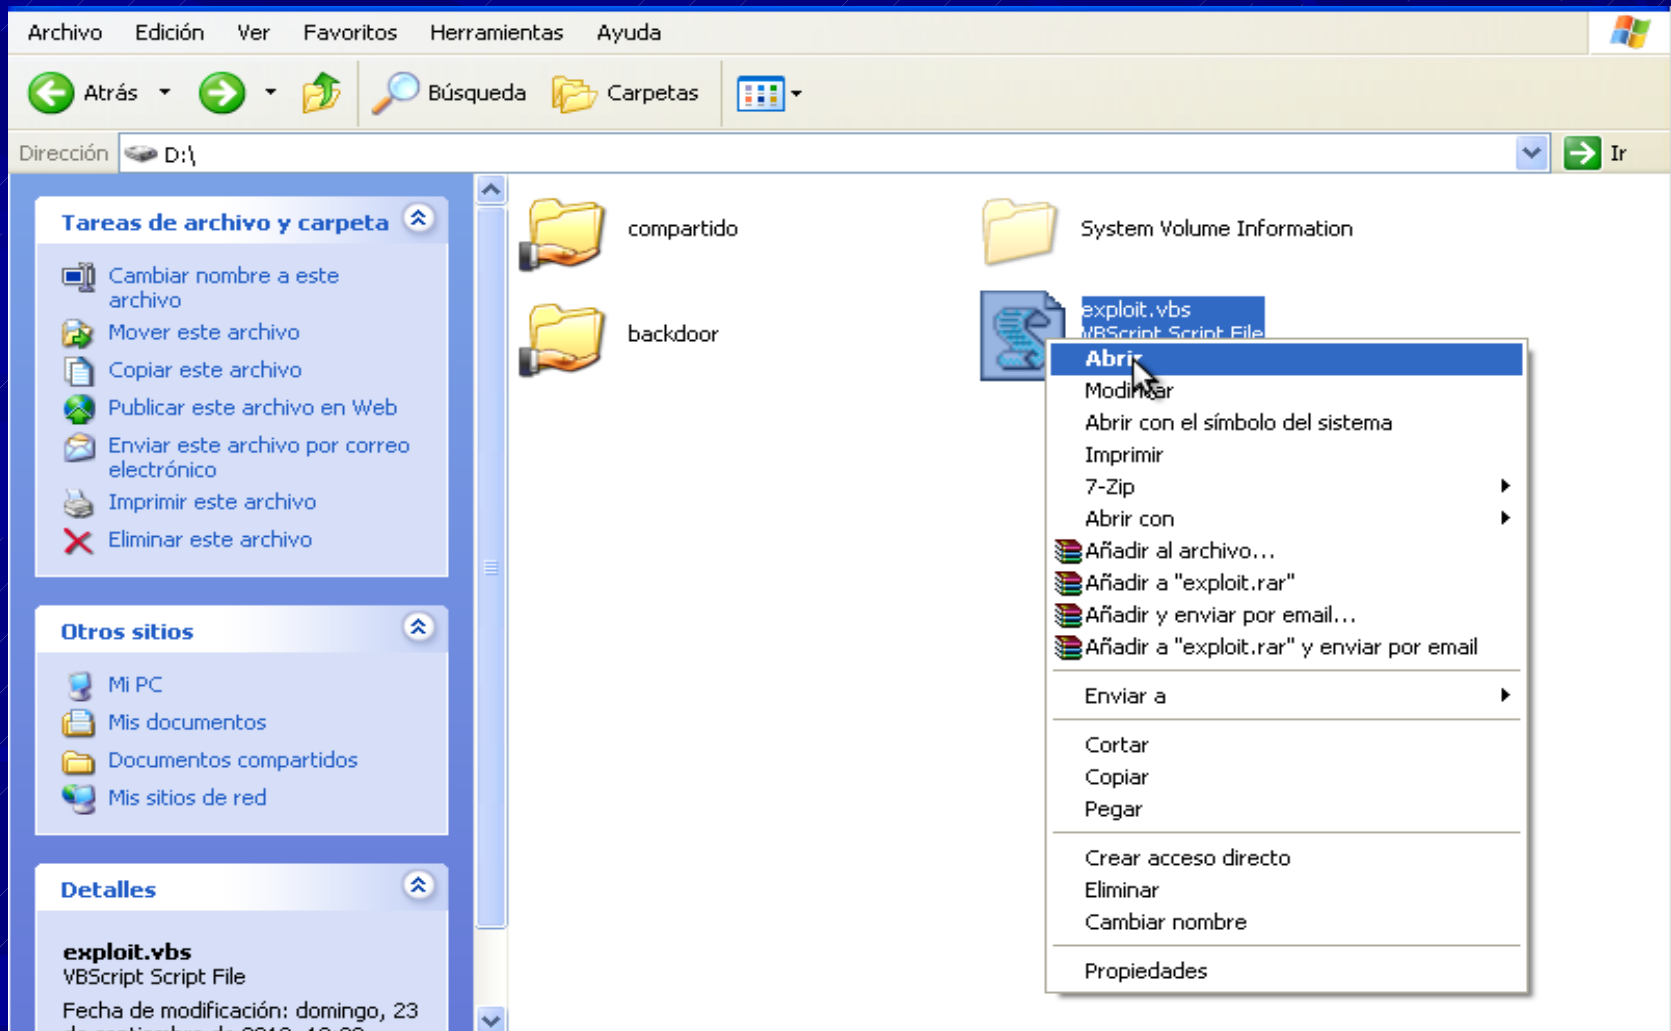 Archivo Edición Ver Favoritos Herramientas Ayuda
Atrás Búsqueda Carpetas
Dirección D:\ Ir
Tareas de archivo y carpeta
Cambiar nombre a este
archivo
Mover este archivo
Copiar este archivo
Publicar este archivo en Web
Enviar este archivo por correo
electrónico
Imprimir este archivo
Eliminar este archivo
Otros sitios
Mi PC
Mis documentos
Documentos compartidos
Mis sitios de red
Detalles
exploit.vbs
VBScript Script File
Fecha de modificación: domingo, 23
compartido
System Volume Information
backdoor
exploit.vbs
VBScript Script File
Abrir
Modificar
Abrir con el símbolo del sistema
Imprimir
7-Zip
Abrir con
Añadir al archivo...
Añadir a "exploit.rar"
Añadir y enviar por email...
Añadir a "exploit.rar" y enviar por email
Enviar a
Cortar
Copiar
Pegar
Crear acceso directo
Eliminar
Cambiar nombre
Propiedades